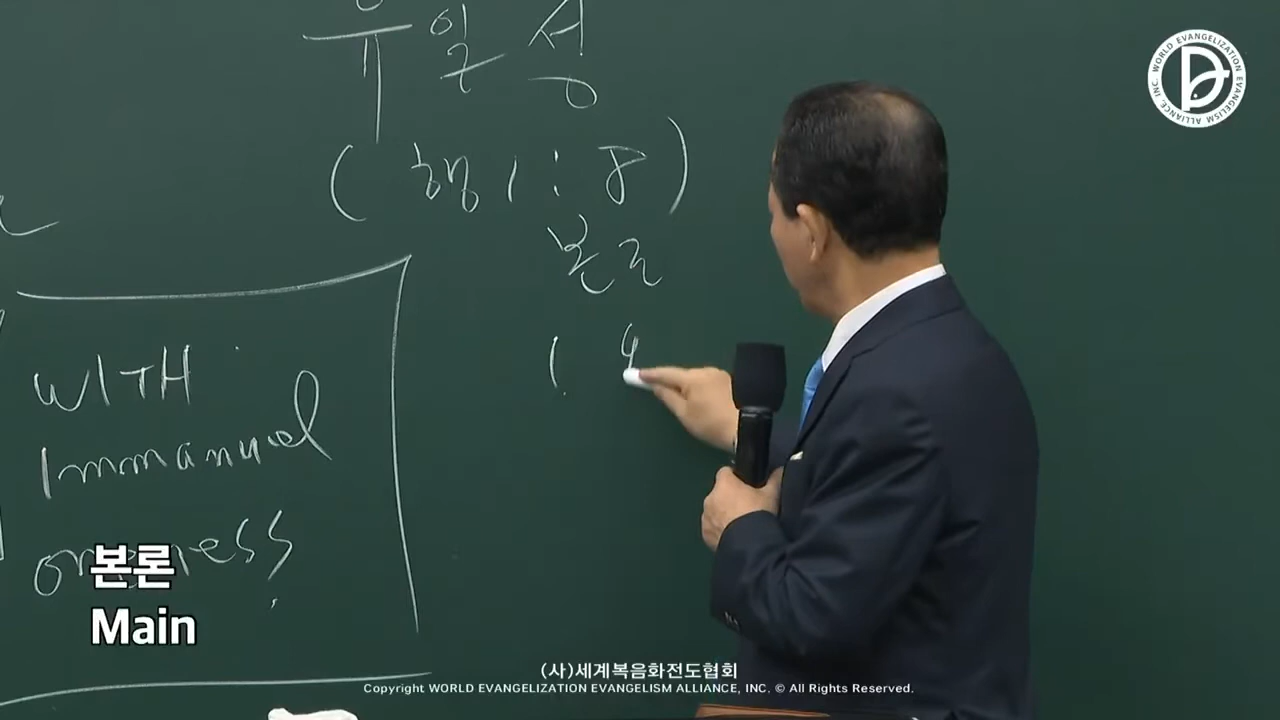 유일성
(행 1:8)
본론
1.
WITH
Immanuel
oneness
본론
Main
WORLD EVANGELIZATION EVANGELISM ALLIANCE, INC.
(사)세계복음화전도협회
Copyright WORLD EVANGELIZATION EVANGELISM ALLIANCE, INC. © All Rights Reserved.